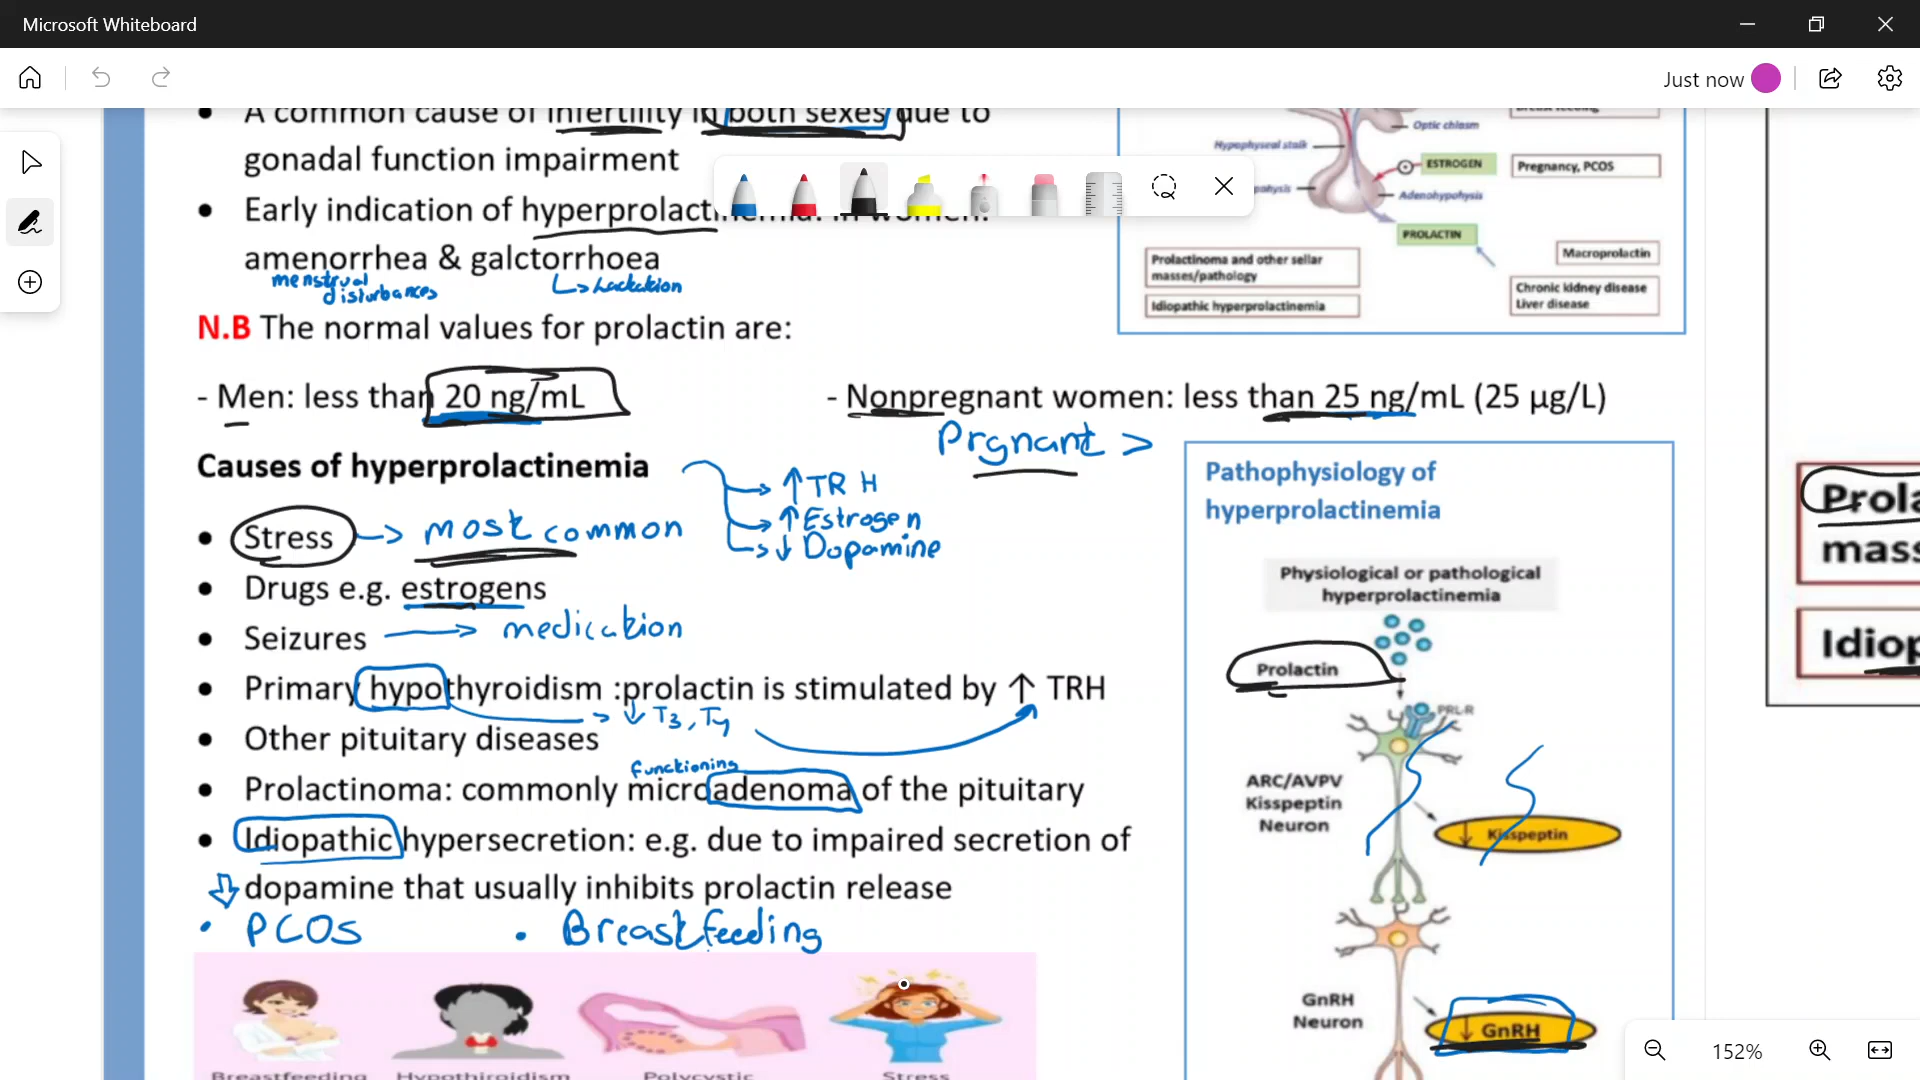 Microsoft Whiteboard
Just now
A common cause of infertility in both sexes due to
gonadal function impairment
Early indication of hyperprolactinemia: in women:
amenorrhea & galctorrhoea
menstrual
disturbances
Lactation
N.B The normal values for prolactin are:
- Men: less than 20 ng/mL
- Nonpregnant women: less than 25 ng/mL (25 µg/L)
Prgnant >
Causes of hyperprolactinemia
↑ TRH
↑ Estrogen
↓ Dopamine
Stress → most common
Drugs e.g. estrogens
Seizures → medication
Primary hypothyroidism :prolactin is stimulated by ↑ TRH
↓ T3, T4
Other pituitary diseases
functioning
Prolactinoma: commonly microadenoma of the pituitary
Idiopathic hypersecretion: e.g. due to impaired secretion of
dopamine that usually inhibits prolactin release
• PCOS
• Breastfeeding
Breastfeeding
Hypothiroidism
Polycystic
Stress
Optic chiasm
Hypophyseal stalk
ESTROGEN
Pregnancy, PCOS
Adenohypophysis
PROLACTIN
Prolactinoma and other sellar
masses/pathology
Idiopathic hyperprolactinemia
Macroprolactin
Chronic kidney disease
Liver disease
Pathophysiology of
hyperprolactinemia
Physiological or pathological
hyperprolactinemia
Prolactin
PRL-R
ARC/AVPV
Kisspeptin
Neuron
↓ Kisspeptin
GnRH
Neuron
↓ GnRH
Prola
mass
Idiop
152%